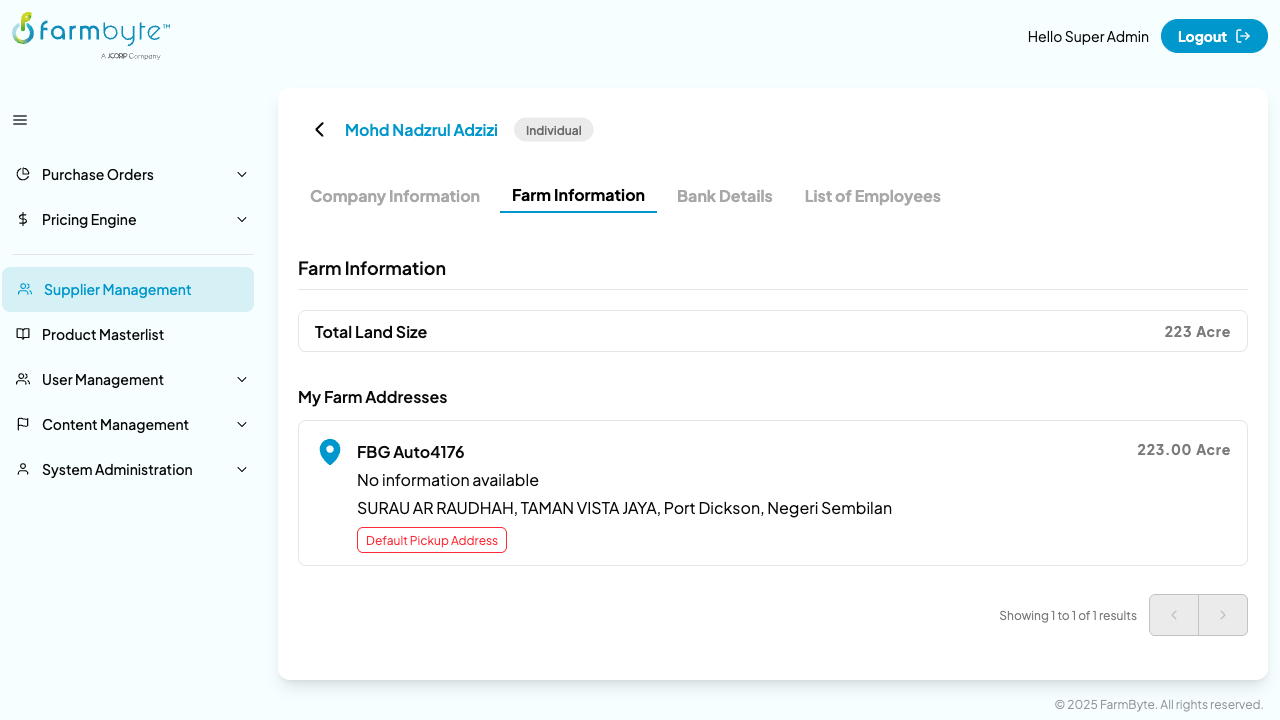 farmbyte™
A JCORP Company
Hello Super Admin
Logout
Purchase Orders
Pricing Engine
Supplier Management
Product Masterlist
User Management
Content Management
System Administration
Mohd Nadzrul Adzizi
Individual
Company Information
Farm Information
Bank Details
List of Employees
Farm Information
Total Land Size
223 Acre
My Farm Addresses
FBG Auto4176
223.00 Acre
No information available
SURAU AR RAUDHAH, TAMAN VISTA JAYA, Port Dickson, Negeri Sembilan
Default Pickup Address
Showing 1 to 1 of 1 results
© 2025 FarmByte. All rights reserved.